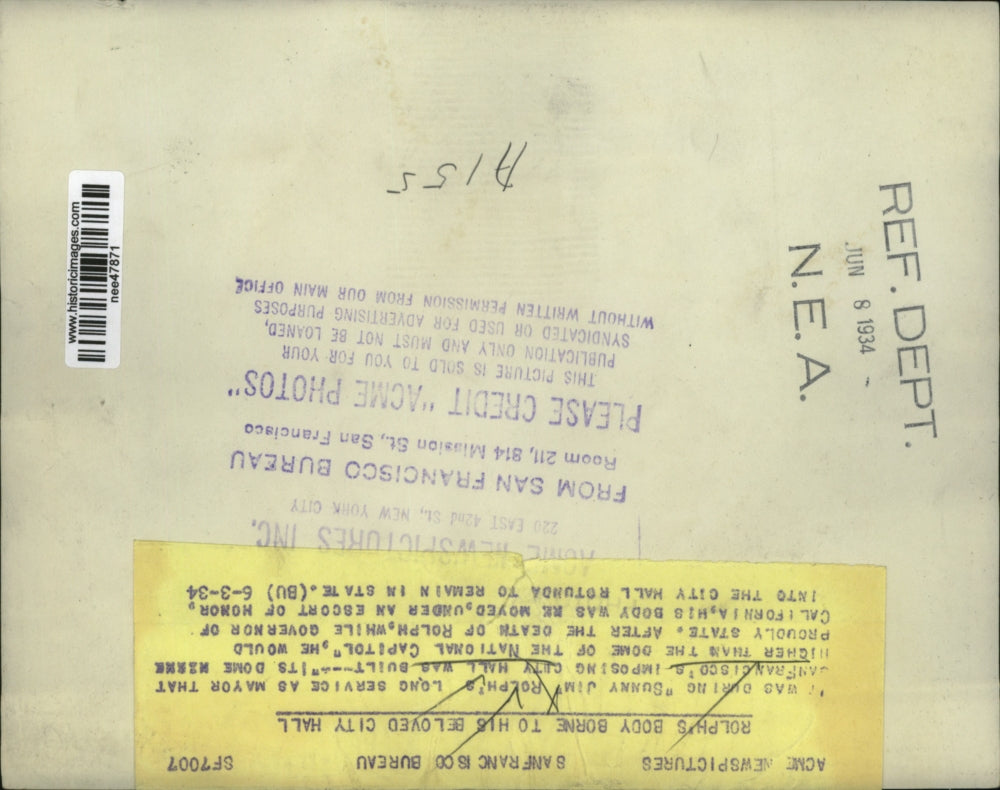 ACME NEWSPICTURES SANFRANCISCO BUREAU SF7007
ROLPH'S BODY BORNE TO HIS BELOVED CITY HALL
IT WAS DURING "SUNNY JIM" ROLPH'S LONG SERVICE AS MAYOR THAT
SANFRANCISCO'S IMPOSING CITY HALL WAS BUILT---"ITS DOME
HIGHER THAN THE DOME OF THE NATIONAL CAPITOL", HE WOULD
PROUDLY STATE. AFTER THE DEATH OF ROLPH, WHILE GOVERNOR OF
CALIFORNIA, HIS BODY WAS RE MOVED, UNDER AN ESCORT OF HONOR,
INTO THE CITY HALL ROTUNDA TO REMAIN IN STATE. (BU) 6-3-34
ACME NEWSPICTURES INC.
220 EAST 42nd St., NEW YORK CITY
FROM SAN FRANCISCO BUREAU
Room 211, 814 Mission St., San Francisco
PLEASE CREDIT "ACME PHOTOS"
THIS PICTURE IS SOLD TO YOU FOR YOUR
PUBLICATION ONLY AND MUST NOT BE LOANED,
SYNDICATED OR USED FOR ADVERTISING PURPOSES
WITHOUT WRITTEN PERMISSION FROM OUR MAIN OFFICE
A155
REF. DEPT.
JUN 8 1934
N.E.A.
www.historicimages.com
nee47871